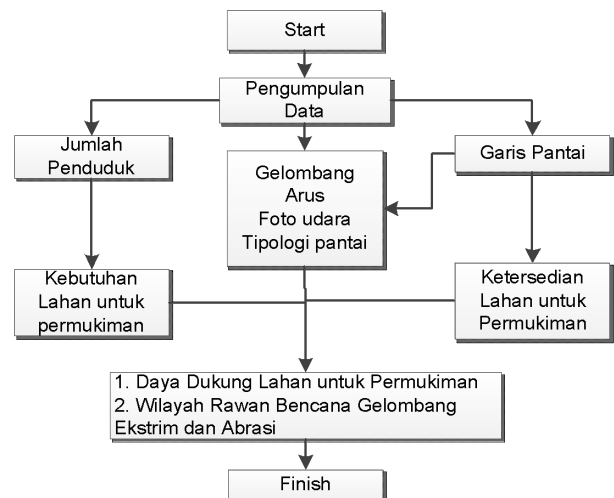 Start
Pengumpulan
Data
Jumlah
Penduduk
Gelombang
Arus
Foto udara
Tipologi pantai
Garis Pantai
Kebutuhan
Lahan untuk
permukiman
Ketersedian
Lahan untuk
Permukiman
1. Daya Dukung Lahan untuk Permukiman
2. Wilayah Rawan Bencana Gelombang
Ekstrim dan Abrasi
Finish